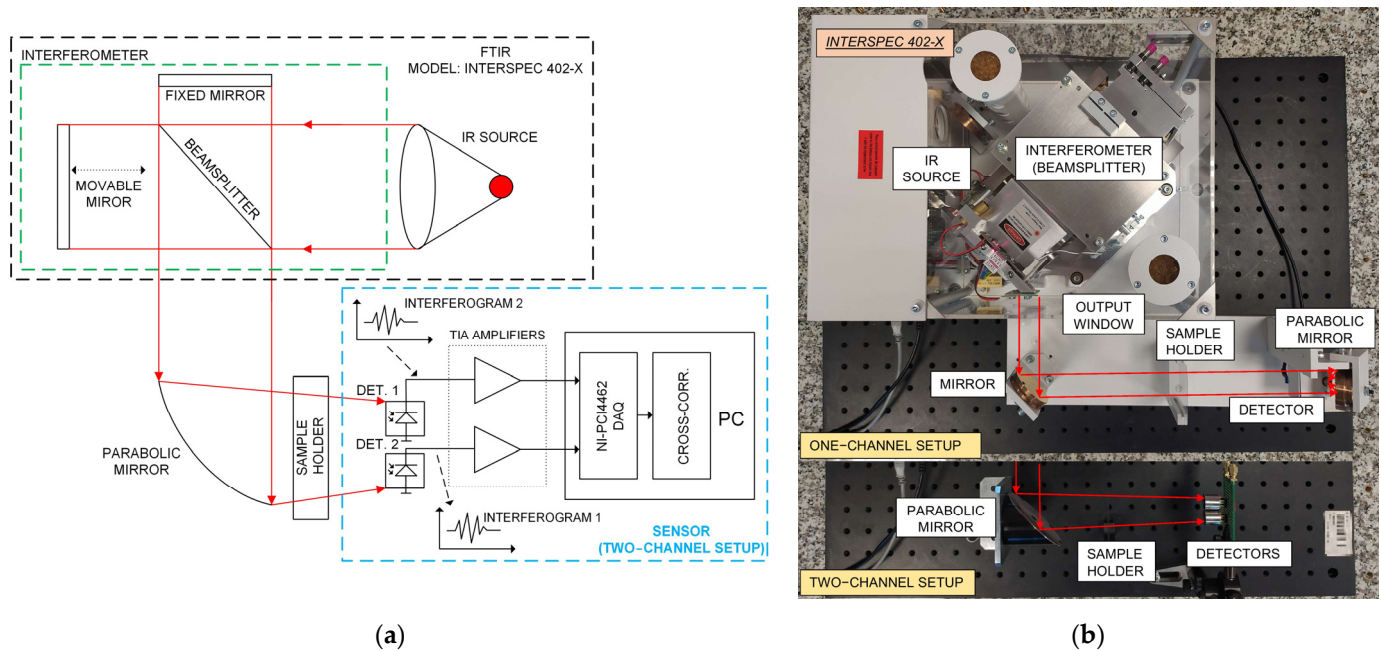 INTERFEROMETER
FTIR
MODEL: INTERSPEC 402-X
FIXED MIRROR
IR SOURCE
BEAMSPLITTER
MOVABLE
MIROR
INTERFEROGRAM 2
TIA AMPLIFIERS
DET. 1
DET. 2
PARABOLIC
MIRROR
SAMPLE
HOLDER
NI-PCI4462
DAQ
CROSS-CORR.
PC
INTERFEROGRAM 1
SENSOR
(TWO-CHANNEL SETUP)
(a)
INTERSPEC 402-X
IR
SOURCE
INTERFEROMETER
(BEAMSPLITTER)
OUTPUT
WINDOW
SAMPLE
HOLDER
PARABOLIC
MIRROR
MIRROR
DETECTOR
ONE-CHANNEL SETUP
PARABOLIC
MIRROR
SAMPLE
HOLDER
DETECTORS
TWO-CHANNEL SETUP
(b)